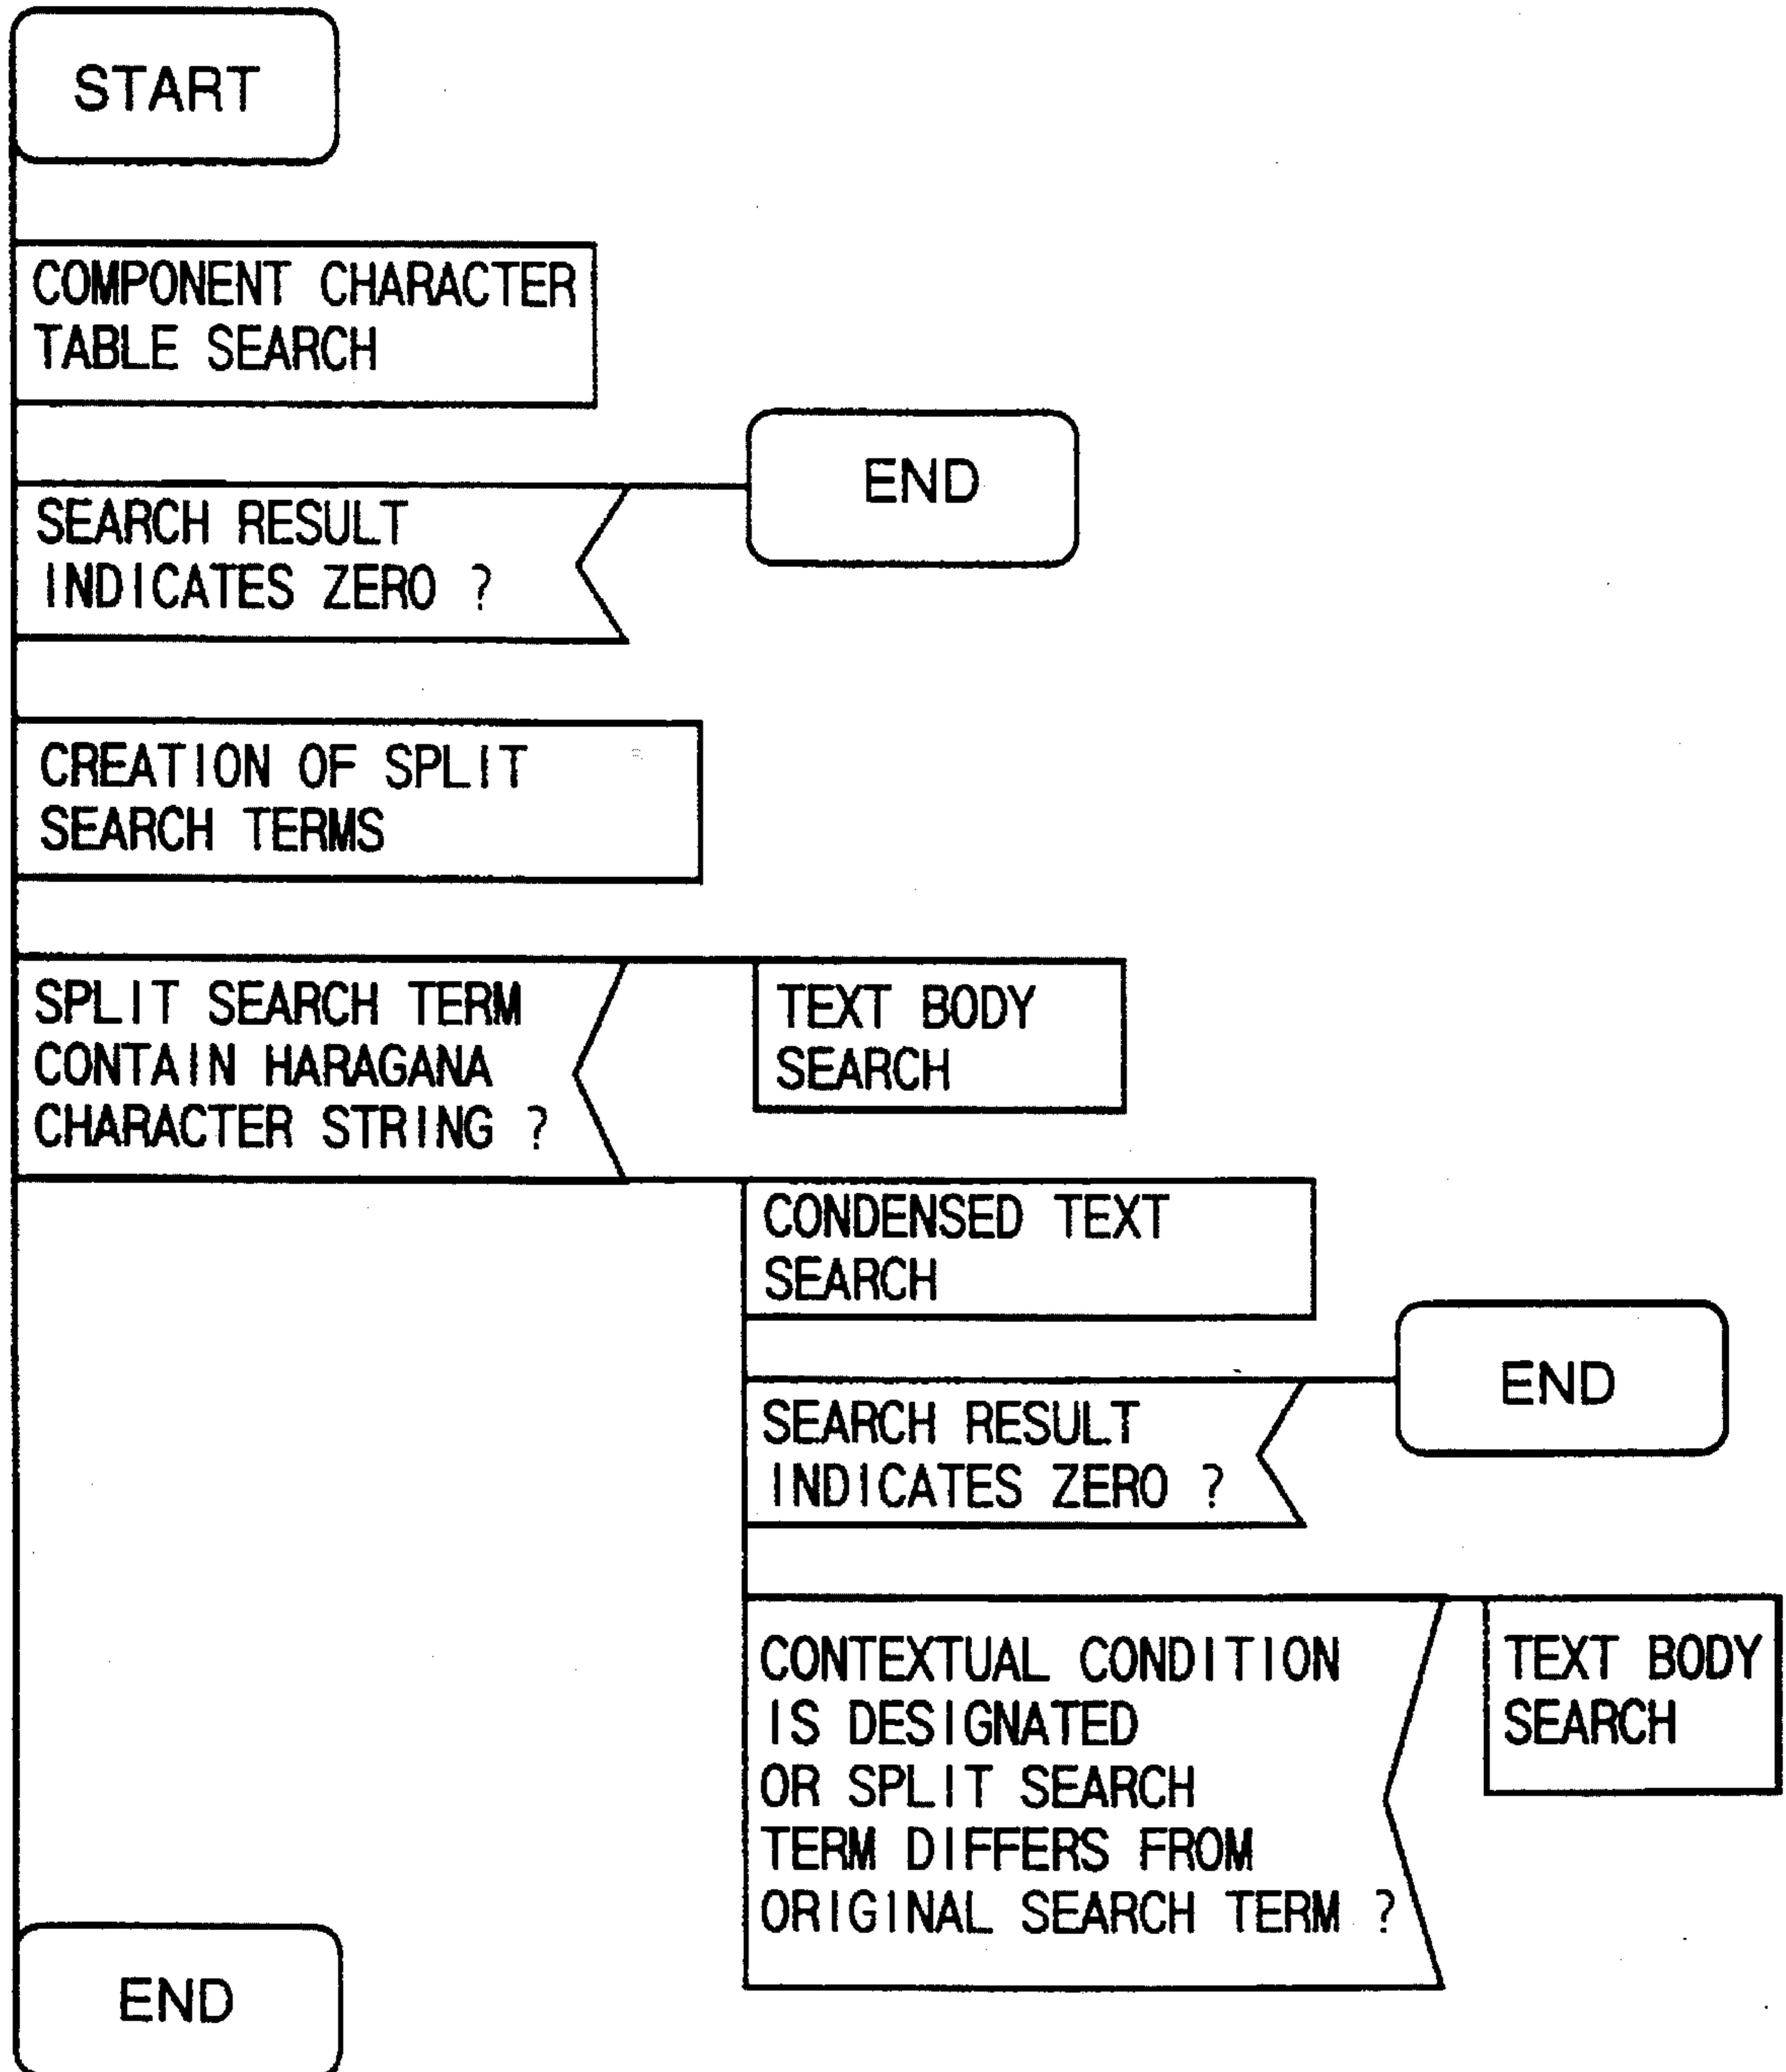 START
COMPONENT CHARACTER
TABLE SEARCH
SEARCH RESULT
INDICATES ZERO ?
END
CREATION OF SPLIT
SEARCH TERMS
SPLIT SEARCH TERM
CONTAIN HARAGANA
CHARACTER STRING ?
TEXT BODY
SEARCH
CONDENSED TEXT
SEARCH
SEARCH RESULT
INDICATES ZERO ?
END
CONTEXTUAL CONDITION
IS DESIGNATED
OR SPLIT SEARCH
TERM DIFFERS FROM
ORIGINAL SEARCH TERM ?
TEXT BODY
SEARCH
END